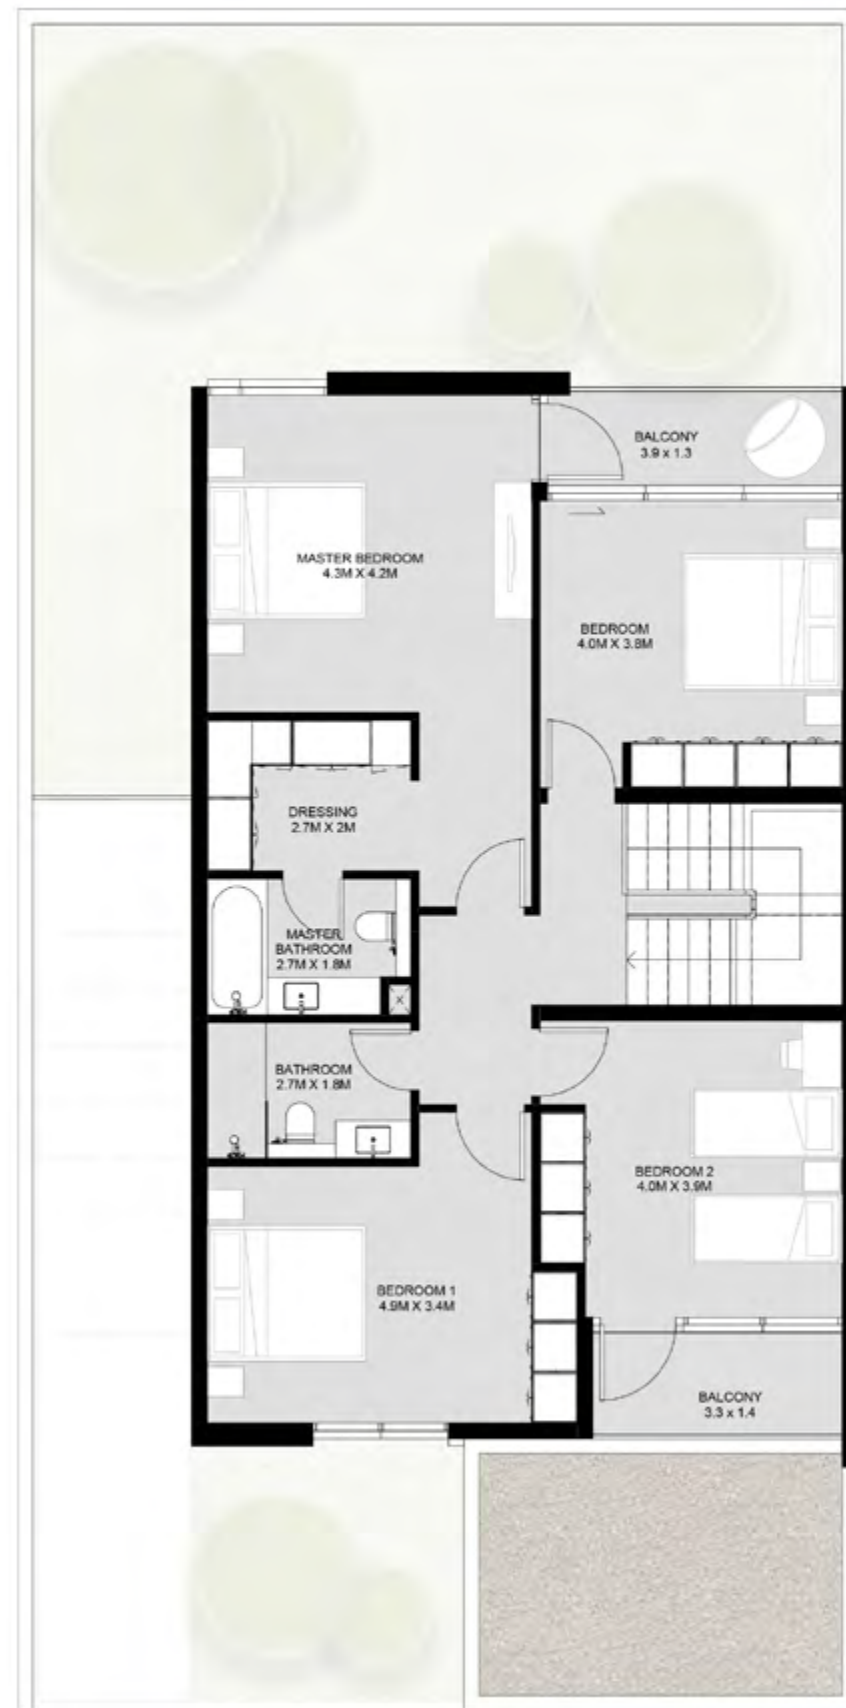 BALCONY
3.9 x 1.3
MASTER BEDROOM
4.3M X 4.2M
BEDROOM
4.0M X 3.8M
DRESSING
2.7M X 2M
MASTER
BATHROOM
2.7M X 1.8M
X
BATHROOM
2.7M X 1.8M
BEDROOM 2
4.0M X 3.9M
BEDROOM 1
4.9M X 3.4M
BALCONY
3.3 x 1.4